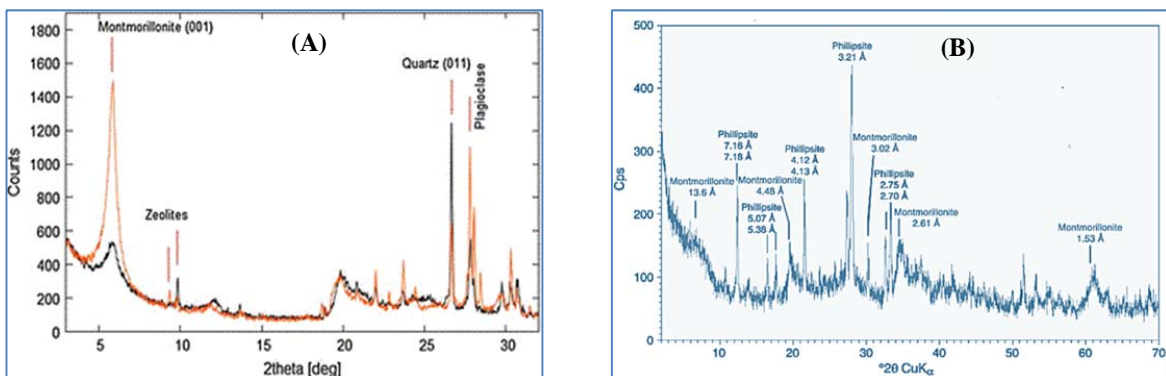 (A)
Montmorillonite (001)
Quartz (011)
Plagioclase
Zeolites
Counts
1800
1600
1400
1200
1000
800
600
400
200
0
5
10
15
20
25
30
2theta [deg]
(B)
Phillipsite
3.21 Å
Phillipsite
7.16 Å
7.18 Å
Phillipsite
4.12 Å
4.13 Å
Montmorillonite
3.02 Å
Montmorillonite
13.6 Å
Montmorillonite
4.48 Å
Phillipsite
2.75 Å
2.70 Å
Phillipsite
5.07 Å
5.38 Å
Montmorillonite
2.61 Å
Montmorillonite
1.53 Å
Cps
500
400
300
200
100
0
10
20
30
40
50
60
70
°2θ CuKα